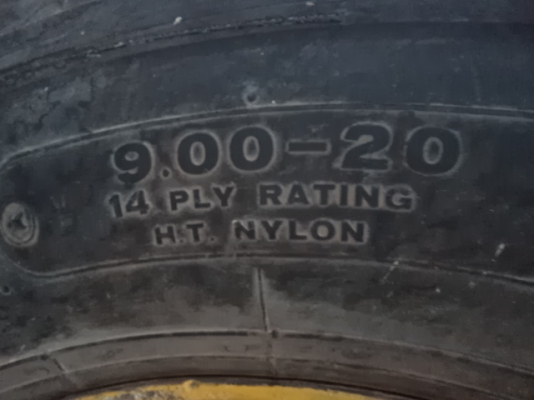 9.00-20
14 PLY RATING
H.T. NYLON